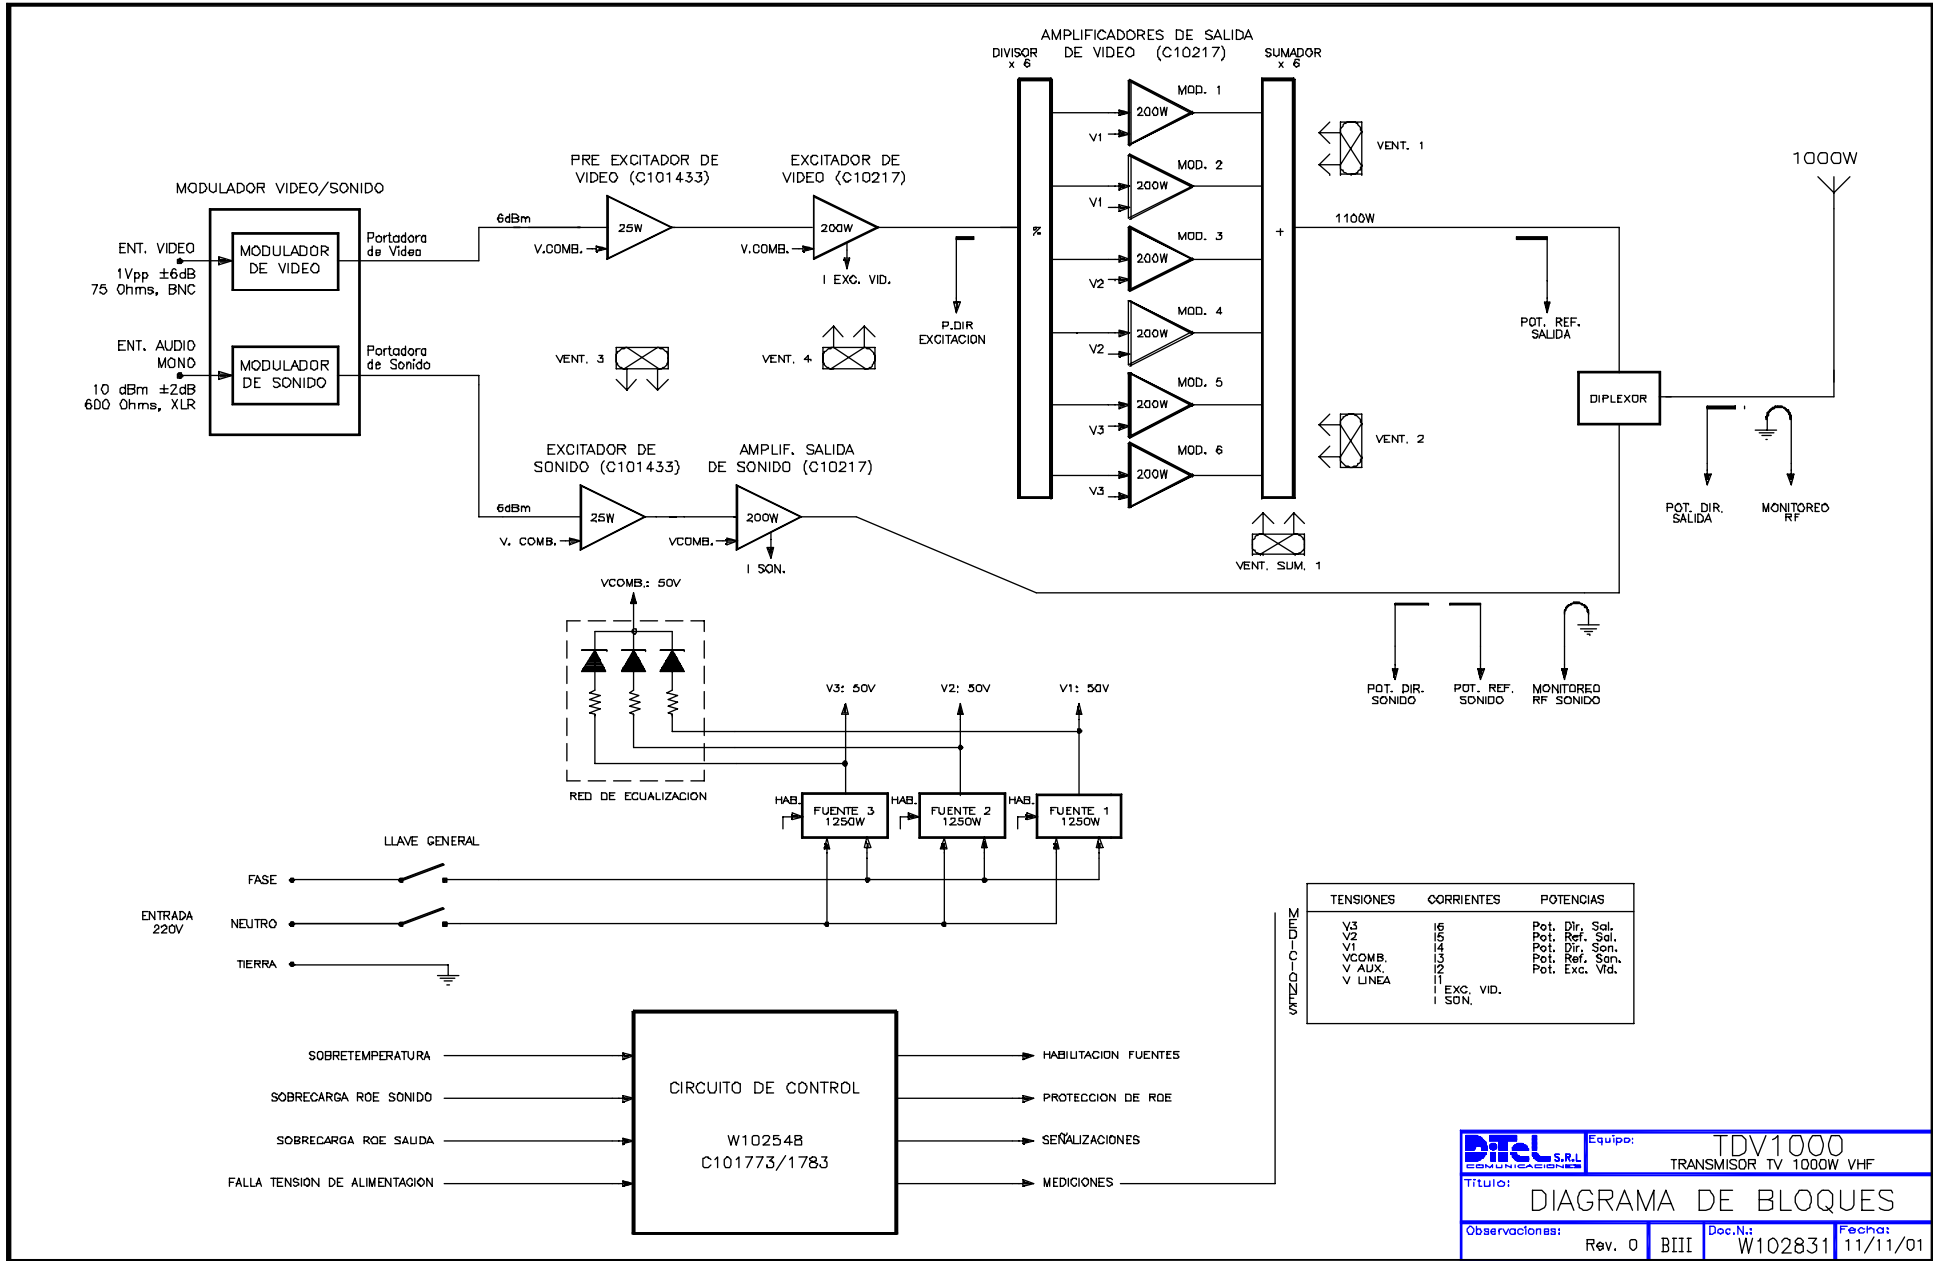 AMPLIFICADORES DE SALIDA
DE VIDEO (C10217)
DIVISOR
x 6
SUMADOR
x 6
MOD. 1
200W
V1
MOD. 2
200W
V1
MOD. 3
200W
V2
MOD. 4
200W
V2
MOD. 5
200W
V3
MOD. 6
200W
V3
%
+
VENT. 1
VENT. 2
VENT. SUM. 1
1100W
1000W
MODULADOR VIDEO/SONIDO
ENT. VIDEO
1Vpp ±6dB
75 Ohms, BNC
MODULADOR
DE VIDEO
Portadora
de Video
ENT. AUDIO
MONO
10 dBm ±2dB
600 Ohms, XLR
MODULADOR
DE SONIDO
Portadora
de Sonido
PRE EXCITADOR DE
VIDEO (C101433)
6dBm
25W
V.COMB.
EXCITADOR DE
VIDEO (C10217)
200W
V.COMB.
I EXC. VID.
P.DIR
EXCITACION
VENT. 3
VENT. 4
POT. REF.
SALIDA
DIPLEXOR
POT. DIR.
SALIDA
MONITOREO
RF
EXCITADOR DE
SONIDO (C101433)
6dBm
25W
V. COMB.
AMPLIF. SALIDA
DE SONIDO (C10217)
200W
VCOMB.
I SON.
POT. DIR.
SONIDO
POT. REF.
SONIDO
MONITOREO
RF SONIDO
VCOMB.: 50V
RED DE ECUALIZACION
V3: 50V
V2: 50V
V1: 50V
HAB.
FUENTE 3
1250W
HAB.
FUENTE 2
1250W
HAB.
FUENTE 1
1250W
LLAVE GENERAL
ENTRADA
220V
FASE
NEUTRO
TIERRA
MEDICIONES
TENSIONES CORRIENTES POTENCIAS
V3 I6 Pot. Dir. Sal.
V2 I5 Pot. Ref. Sal.
V1 I4 Pot. Dir. Son.
VCOMB. I3 Pot. Ref. Son.
V AUX. I2 Pot. Exc. Vid.
V LINEA I1
I EXC. VID.
I SON.
SOBRETEMPERATURA
SOBRECARGA ROE SONIDO
SOBRECARGA ROE SALIDA
FALLA TENSION DE ALIMENTACION
CIRCUITO DE CONTROL
W102548
C101773/1783
HABILITACION FUENTES
PROTECCION DE ROE
SEÑALIZACIONES
MEDICIONES
DiTeL S.R.L
COMUNICACIONES
Equipo:
TDV1000
TRANSMISOR TV 1000W VHF
Titulo:
DIAGRAMA DE BLOQUES
Observaciones:
Rev. 0
BIII
Doc.N.:
W102831
Fecha:
11/11/01